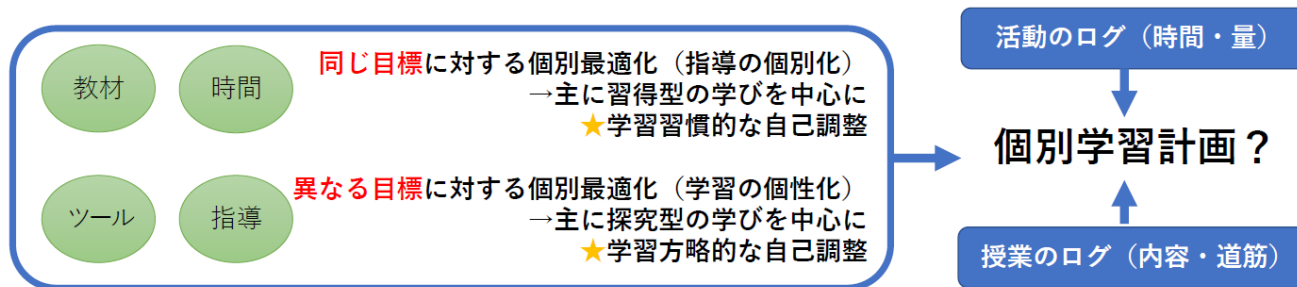 教材
時間
同じ目標に対する個別最適化（指導の個別化）
→主に習得型の学びを中心に
★学習習慣的な自己調整
ツール
指導
異なる目標に対する個別最適化（学習の個性化）
→主に探究型の学びを中心に
★学習方略的な自己調整
活動のログ（時間・量）
個別学習計画？
授業のログ（内容・道筋）